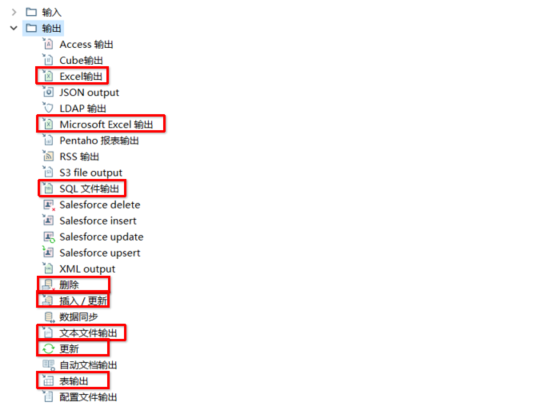 输入
输出
Access 输出
Cube输出
Excel输出
JSON output
LDAP 输出
Microsoft Excel 输出
Pentaho 报表输出
RSS 输出
S3 file output
SQL 文件输出
Salesforce delete
Salesforce insert
Salesforce update
Salesforce upsert
XML output
删除
插入 / 更新
数据同步
文本文件输出
更新
自动文档输出
表输出
配置文件输出